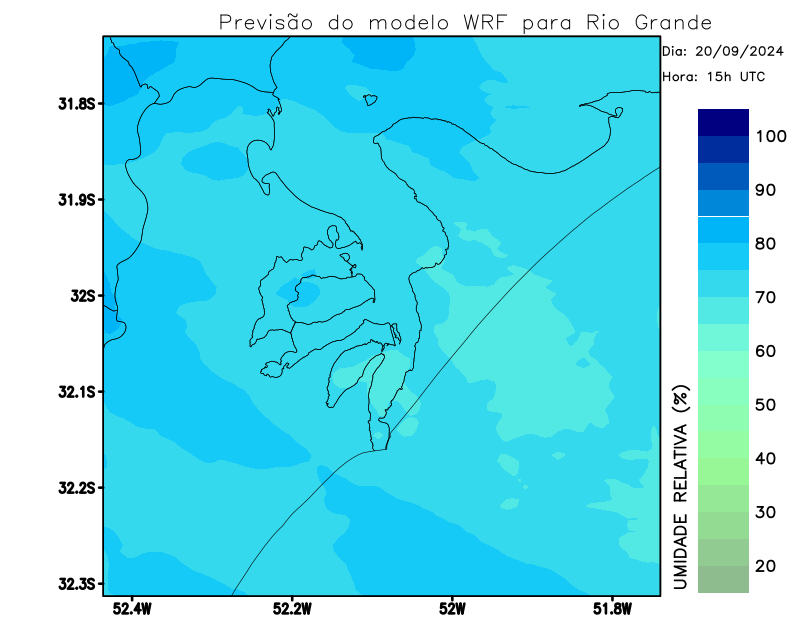 Previsão do modelo WRF para Rio Grande
Dia: 20/09/2024
Hora: 15h UTC
31.8S
31.9S
32S
32.1S
32.2S
32.3S
52.4W
52.2W
52W
51.8W
100
90
80
70
60
50
40
30
20
UMIDADE RELATIVA (%)